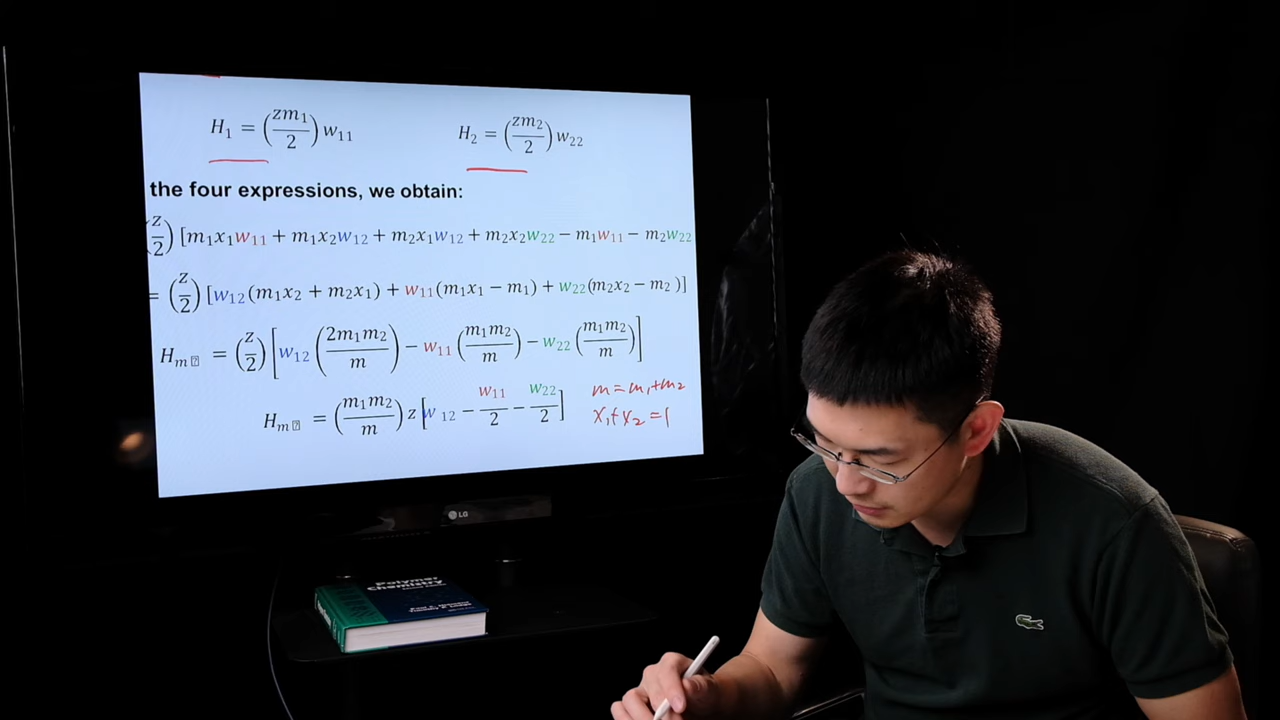 H₁ = (zm₁/2) w₁₁    H₂ = (zm₂/2) w₂₂
the four expressions, we obtain:
(z/2) [m₁x₁w₁₁ + m₁x₂w₁₂ + m₂x₁w₁₂ + m₂x₂w₂₂ − m₁w₁₁ − m₂w₂₂
= (z/2) [w₁₂(m₁x₂ + m₂x₁) + w₁₁(m₁x₁ − m₁) + w₂₂(m₂x₂ − m₂)]
Hₘ = (z/2) [w₁₂ (2m₁m₂/m) − w₁₁ (m₁m₂/m) − w₂₂ (m₁m₂/m)]
Hₘ = (m₁m₂/m) z [w₁₂ − w₁₁/2 − w₂₂/2]
m = m₁+m₂
x₁+x₂ = 1
LG
Polymer
Chemistry